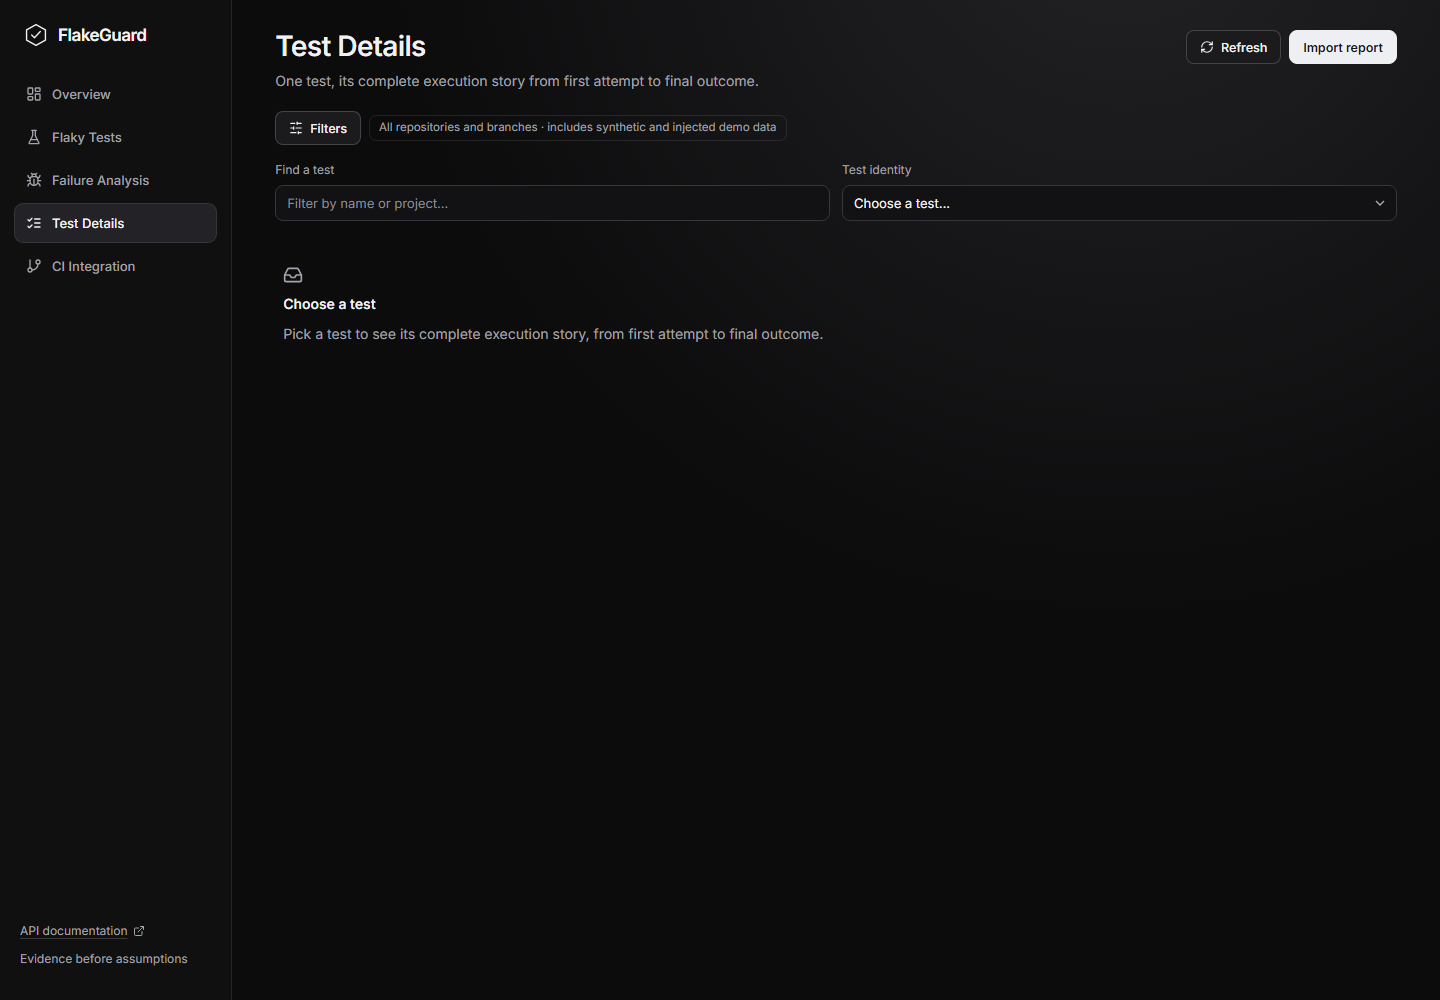 FlakeGuard
Overview
Flaky Tests
Failure Analysis
Test Details
CI Integration
API documentation
Evidence before assumptions
Test Details
One test, its complete execution story from first attempt to final outcome.
Refresh
Import report
Filters
All repositories and branches · includes synthetic and injected demo data
Find a test
Filter by name or project...
Test identity
Choose a test...
Choose a test
Pick a test to see its complete execution story, from first attempt to final outcome.